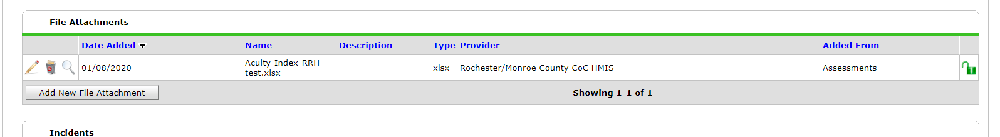 File Attachments
Date Added Name Description Type Provider Added From
01/08/2020 Acuity-Index-RRH test.xlsx xlsx Rochester/Monroe County CoC HMIS Assessments
Add New File Attachment Showing 1-1 of 1
Incidents